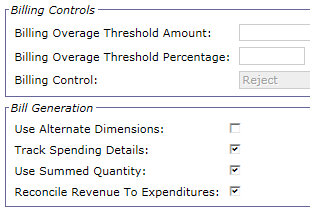 Billing Controls
Billing Overage Threshold Amount:
Billing Overage Threshold Percentage:
Billing Control: Reject
Bill Generation
Use Alternate Dimensions:
Track Spending Details:
Use Summed Quantity:
Reconcile Revenue To Expenditures: